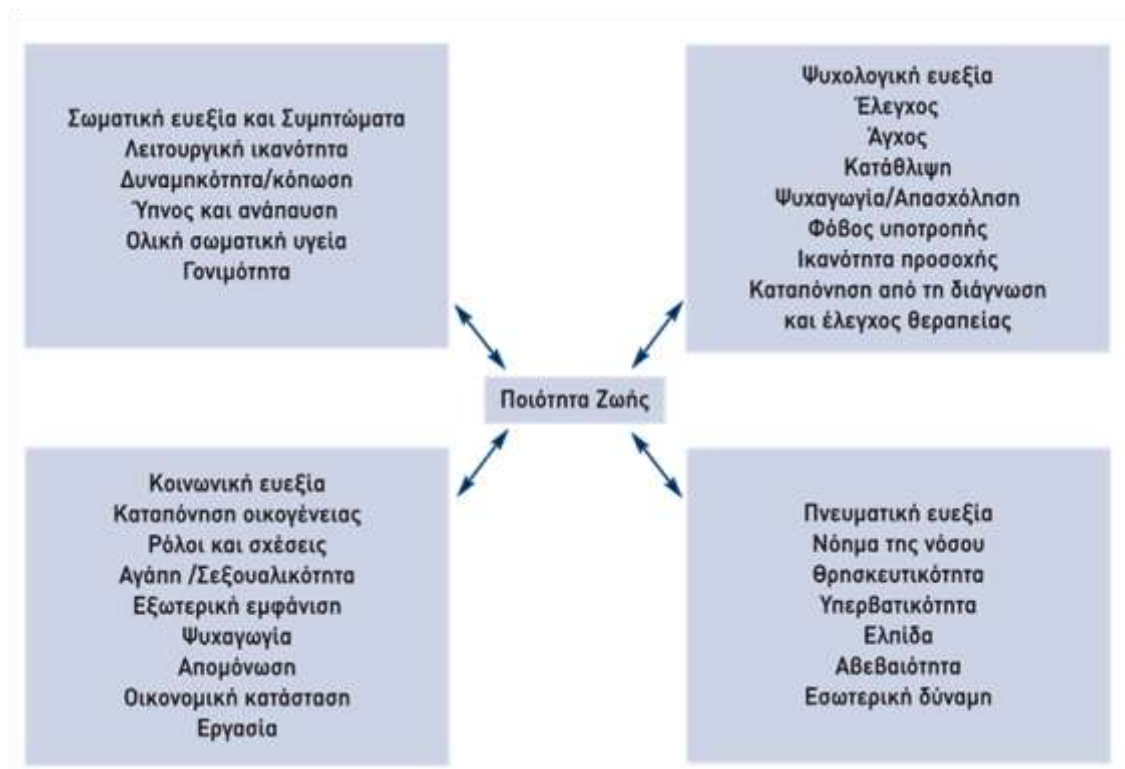 Σωματική ευεξία και Συμπτώματα
Λειτουργική ικανότητα
Δυναμηκότητα/κόπωση
Ύπνος και ανάπαυση
Ολική σωματική υγεία
Γονιμότητα
Ψυχολογική ευεξία
Έλεγχος
Άγχος
Κατάθλιψη
Ψυχαγωγία/Απασχόληση
Φόβος υποτροπής
Ικανότητα προσοχής
Καταπόνηση από τη διάγνωση
και έλεγχος θεραπείας
Ποιότητα Ζωής
Κοινωνική ευεξία
Καταπόνηση οικογένειας
Ρόλοι και σχέσεις
Αγάπη /Σεξουαλικότητα
Εξωτερική εμφάνιση
Ψυχαγωγία
Απομόνωση
Οικονομική κατάσταση
Εργασία
Πνευματική ευεξία
Νόημα της νόσου
Θρησκευτικότητα
Υπερβατικότητα
Ελπίδα
Αβεβαιότητα
Εσωτερική δύναμη